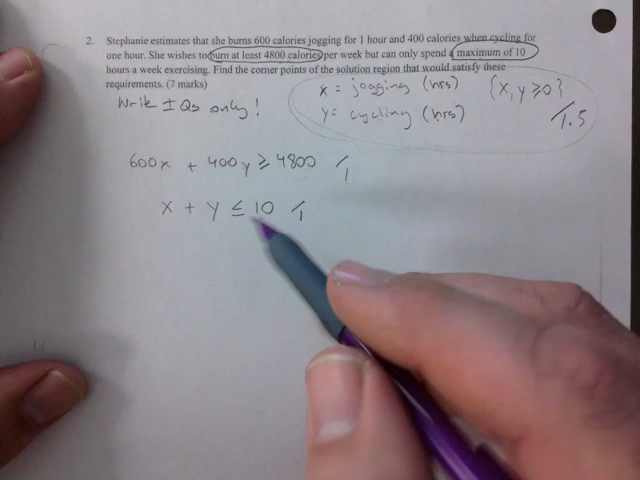 2. Stephanie estimates that she burns 600 calories jogging for 1 hour and 400 calories when cycling for
one hour. She wishes to burn at least 4800 calories per week but can only spend a maximum of 10
hours a week exercising. Find the corner points of the solution region that would satisfy these
requirements. (7 marks)
x = jogging (hrs) {x, y ≥ 0}
Write ± Qs only!
y = cycling (hrs) /1.5
600x + 400y ≥ 4800 /1
x + y ≤ 10 /1